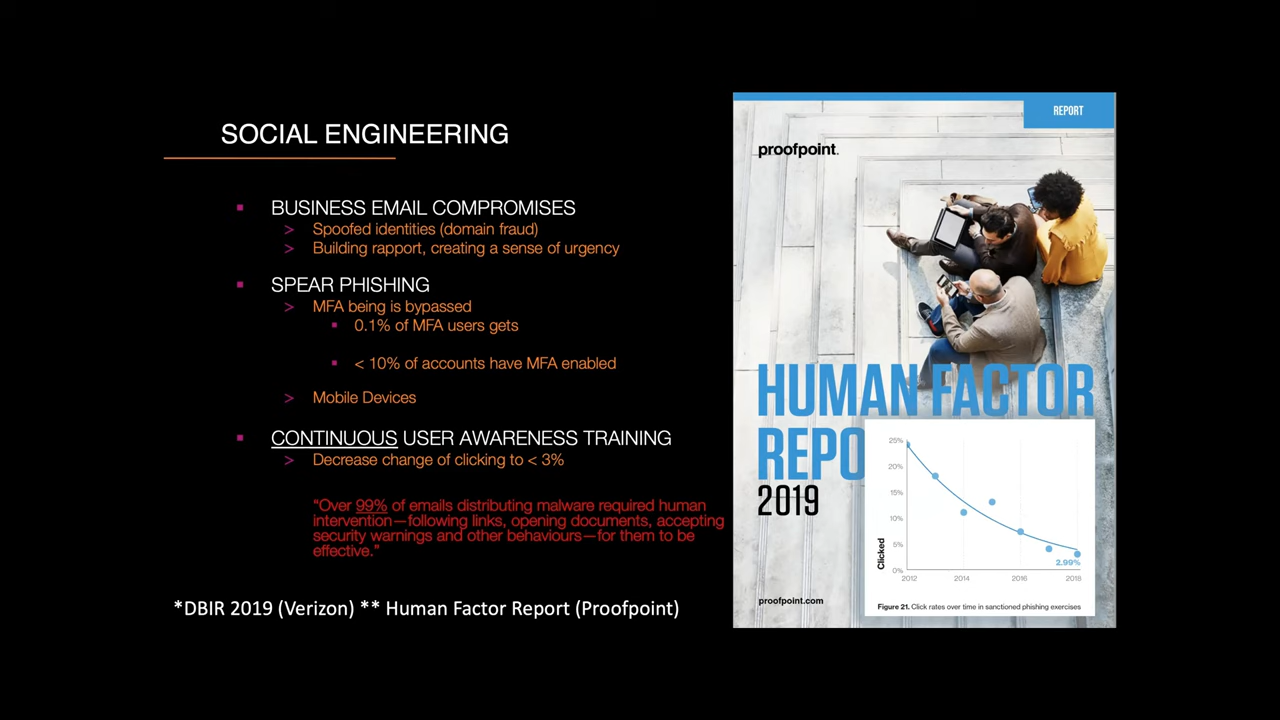 SOCIAL ENGINEERING
▪ BUSINESS EMAIL COMPROMISES
> Spoofed identities (domain fraud)
> Building rapport, creating a sense of urgency
▪ SPEAR PHISHING
> MFA being is bypassed
▪ 0.1% of MFA users gets
▪ < 10% of accounts have MFA enabled
> Mobile Devices
▪ CONTINUOUS USER AWARENESS TRAINING
> Decrease change of clicking to < 3%
“Over 99% of emails distributing malware required human
intervention—following links, opening documents, accepting
security warnings and other behaviours—for them to be
effective.”
*DBIR 2019 (Verizon) ** Human Factor Report (Proofpoint)
REPORT
proofpoint.
HUMAN FACTOR
REPO
2019
25%
20%
15%
10%
5%
0%
Clicked
2.99%
2012 2014 2016 2018
Figure 21. Click rates over time in sanctioned phishing exercises
proofpoint.com